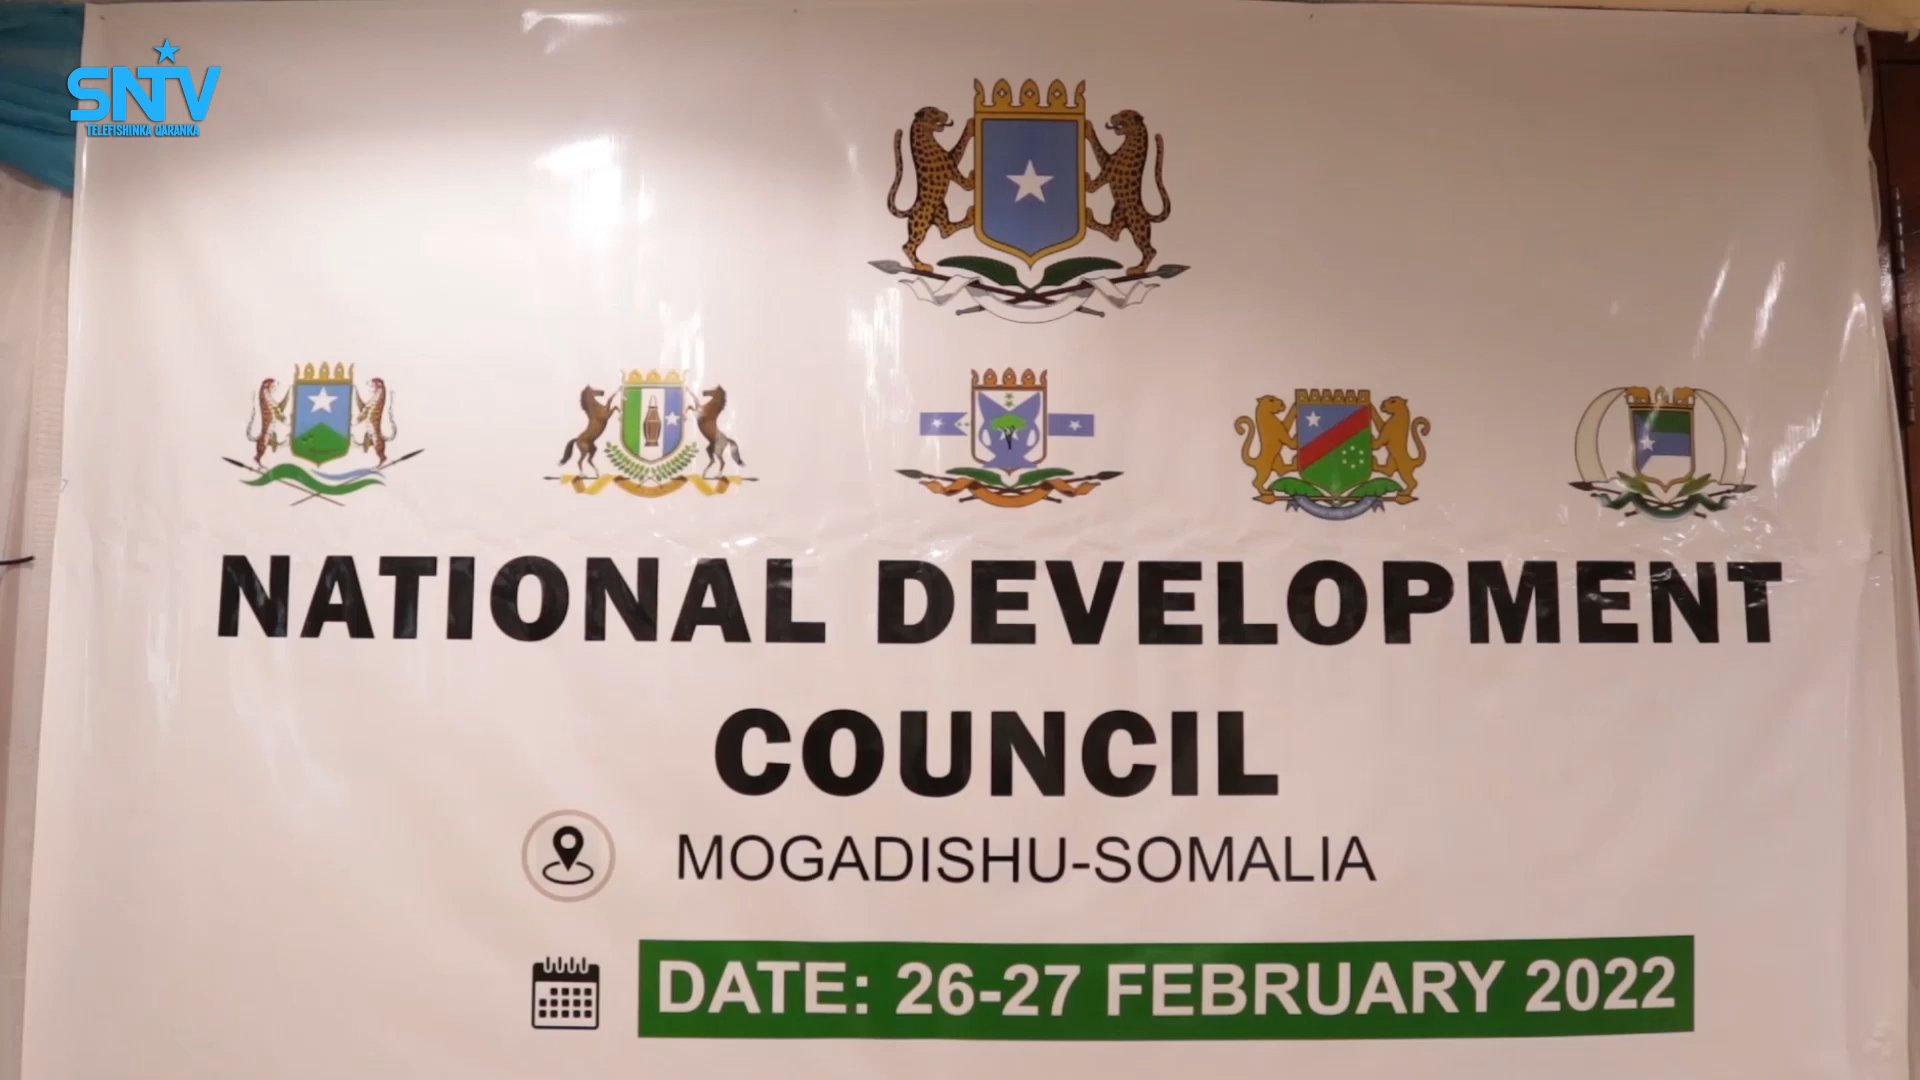 SNTV
TELEFISHINKA QARANKA
NATIONAL DEVELOPMENT
COUNCIL
MOGADISHU-SOMALIA
DATE: 26-27 FEBRUARY 2022